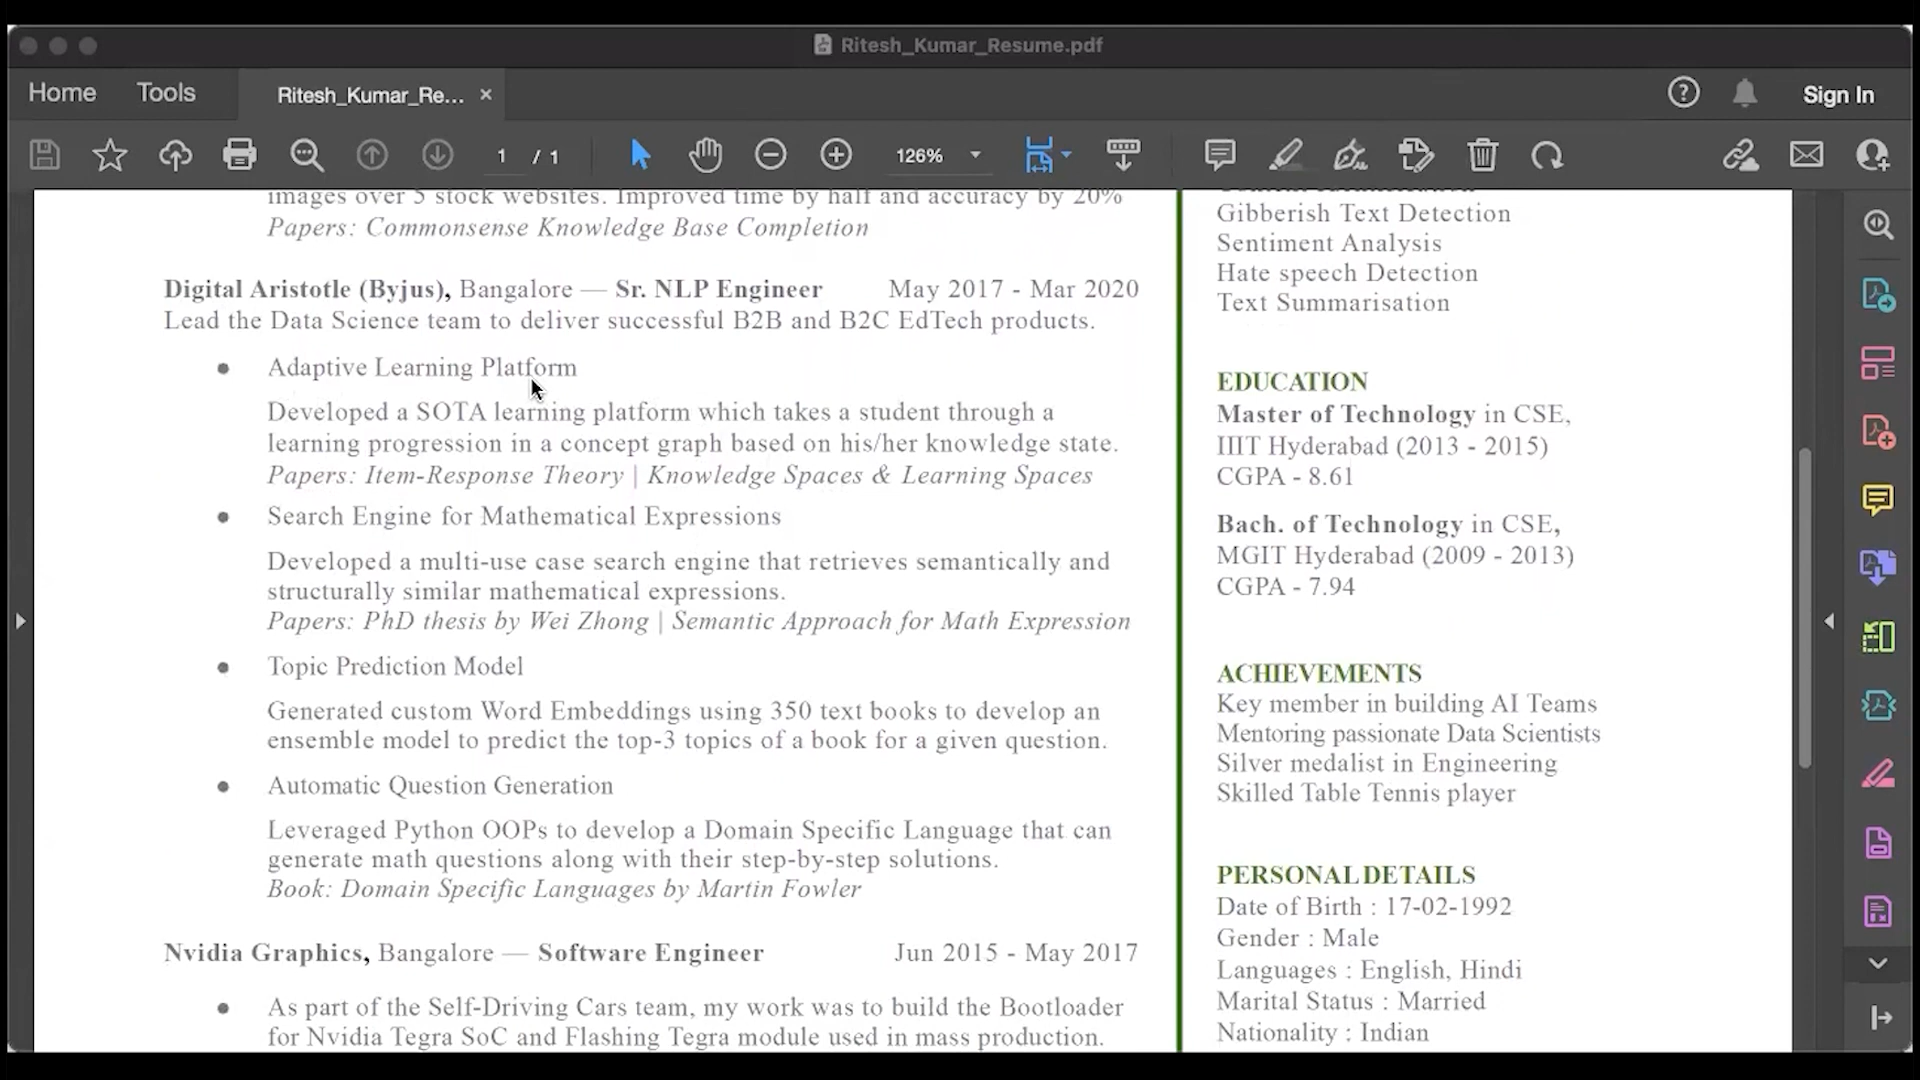 Ritesh_Kumar_Resume.pdf
Home
Tools
Ritesh_Kumar_Re...
Sign In
1 / 1
126%
images over 5 stock websites. Improved time by half and accuracy by 20%
Papers: Commonsense Knowledge Base Completion
Digital Aristotle (Byjus), Bangalore — Sr. NLP Engineer May 2017 - Mar 2020
Lead the Data Science team to deliver successful B2B and B2C EdTech products.
● Adaptive Learning Platform
Developed a SOTA learning platform which takes a student through a
learning progression in a concept graph based on his/her knowledge state.
Papers: Item-Response Theory | Knowledge Spaces & Learning Spaces
● Search Engine for Mathematical Expressions
Developed a multi-use case search engine that retrieves semantically and
structurally similar mathematical expressions.
Papers: PhD thesis by Wei Zhong | Semantic Approach for Math Expression
● Topic Prediction Model
Generated custom Word Embeddings using 350 text books to develop an
ensemble model to predict the top-3 topics of a book for a given question.
● Automatic Question Generation
Leveraged Python OOPs to develop a Domain Specific Language that can
generate math questions along with their step-by-step solutions.
Book: Domain Specific Languages by Martin Fowler
Nvidia Graphics, Bangalore — Software Engineer Jun 2015 - May 2017
● As part of the Self-Driving Cars team, my work was to build the Bootloader
for Nvidia Tegra SoC and Flashing Tegra module used in mass production.
Gibberish Text Detection
Sentiment Analysis
Hate speech Detection
Text Summarisation
EDUCATION
Master of Technology in CSE,
IIIT Hyderabad (2013 - 2015)
CGPA - 8.61
Bach. of Technology in CSE,
MGIT Hyderabad (2009 - 2013)
CGPA - 7.94
ACHIEVEMENTS
Key member in building AI Teams
Mentoring passionate Data Scientists
Silver medalist in Engineering
Skilled Table Tennis player
PERSONAL DETAILS
Date of Birth : 17-02-1992
Gender : Male
Languages : English, Hindi
Marital Status : Married
Nationality : Indian